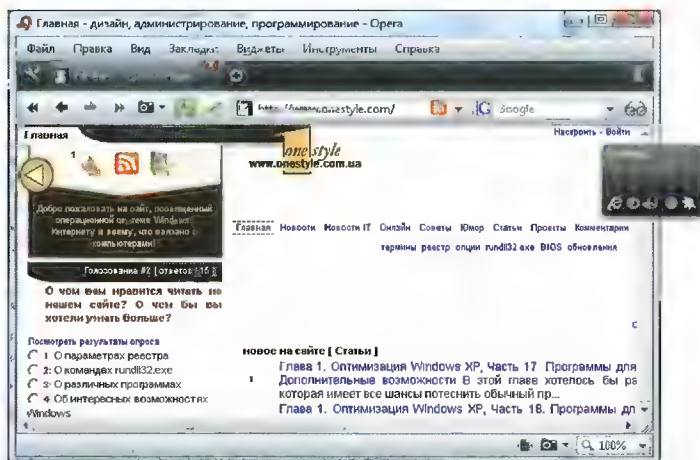 Главная - дизайн, администрирование, программирование - Opera
Файл Правка Вид Закладки Виджеты Инструменты Справка
onestyle.com/
Google
Главная
Настроить - Войти
one style
www.onestyle.com.ua
1
Добро пожаловать на сайт, посвященный
операционной системе Windows
Интернету и всему, что связано с
компьютерами!
Главная Новости Новости IT Онлайн Советы Юмор Статьи Проекты Комментарии
термины реестр опции rundll32.exe BIOS обновления
Голосование #2 [ ответов
О чем вам нравится читать на
нашем сайте? О чем бы вы
хотели узнать больше?
Посмотреть результаты опроса
1: О параметрах реестра
2: О командах rundll32.exe
3: О различных программах
4: Об интересных возможностях
Windows
новое на сайте [ Статьи ]
Глава 1. Оптимизация Windows XP, Часть 17 Программы для
1 Дополнительные возможности В этой главе хотелось бы ра
которая имеет все шансы потеснить обычный пр...
Глава 1. Оптимизация Windows XP, Часть 18. Программы дл
100%